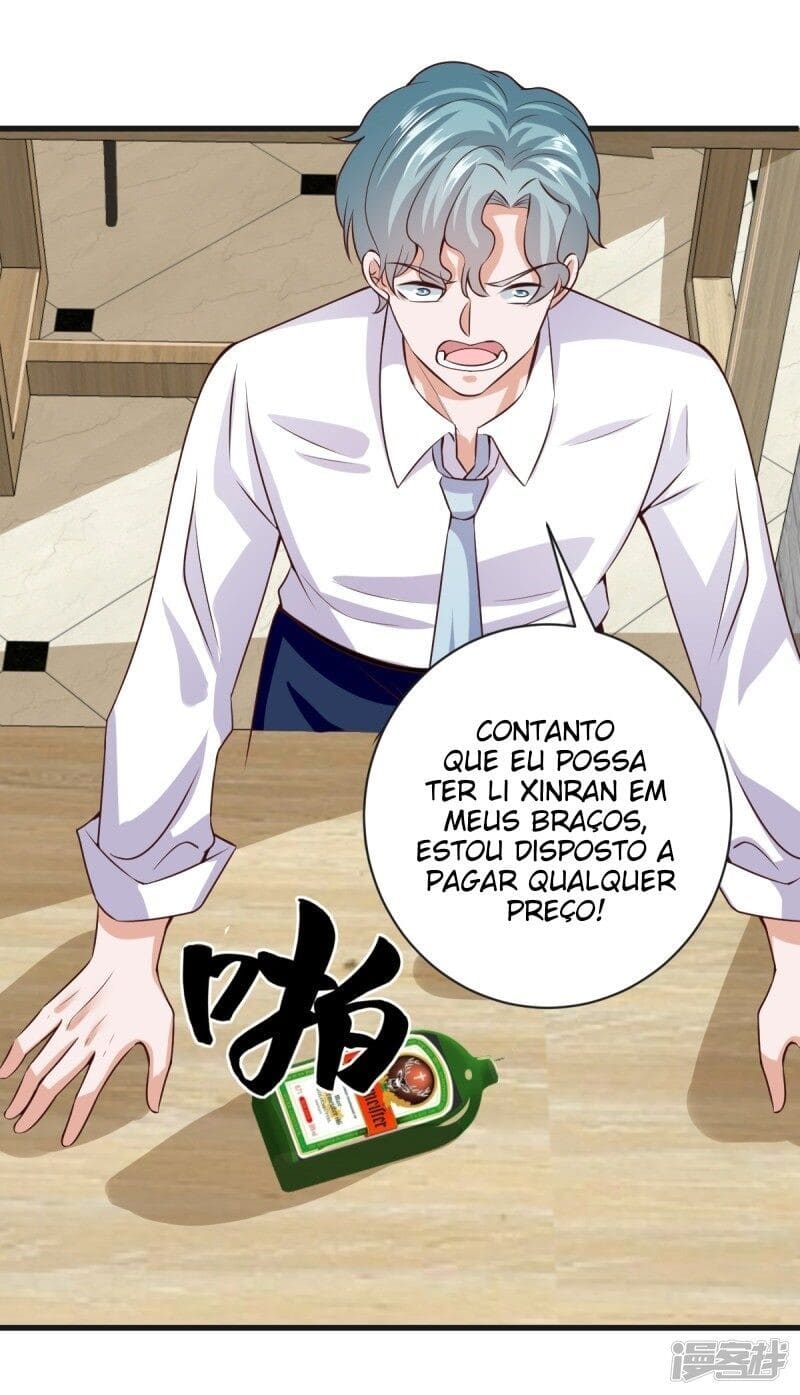 CONTANTO
QUE EU POSSA
TER LI XINRAN EM
MEUS BRAÇOS,
ESTOU DISPOSTO A
PAGAR QUALQUER
PREÇO!
啪
meister
漫客栈